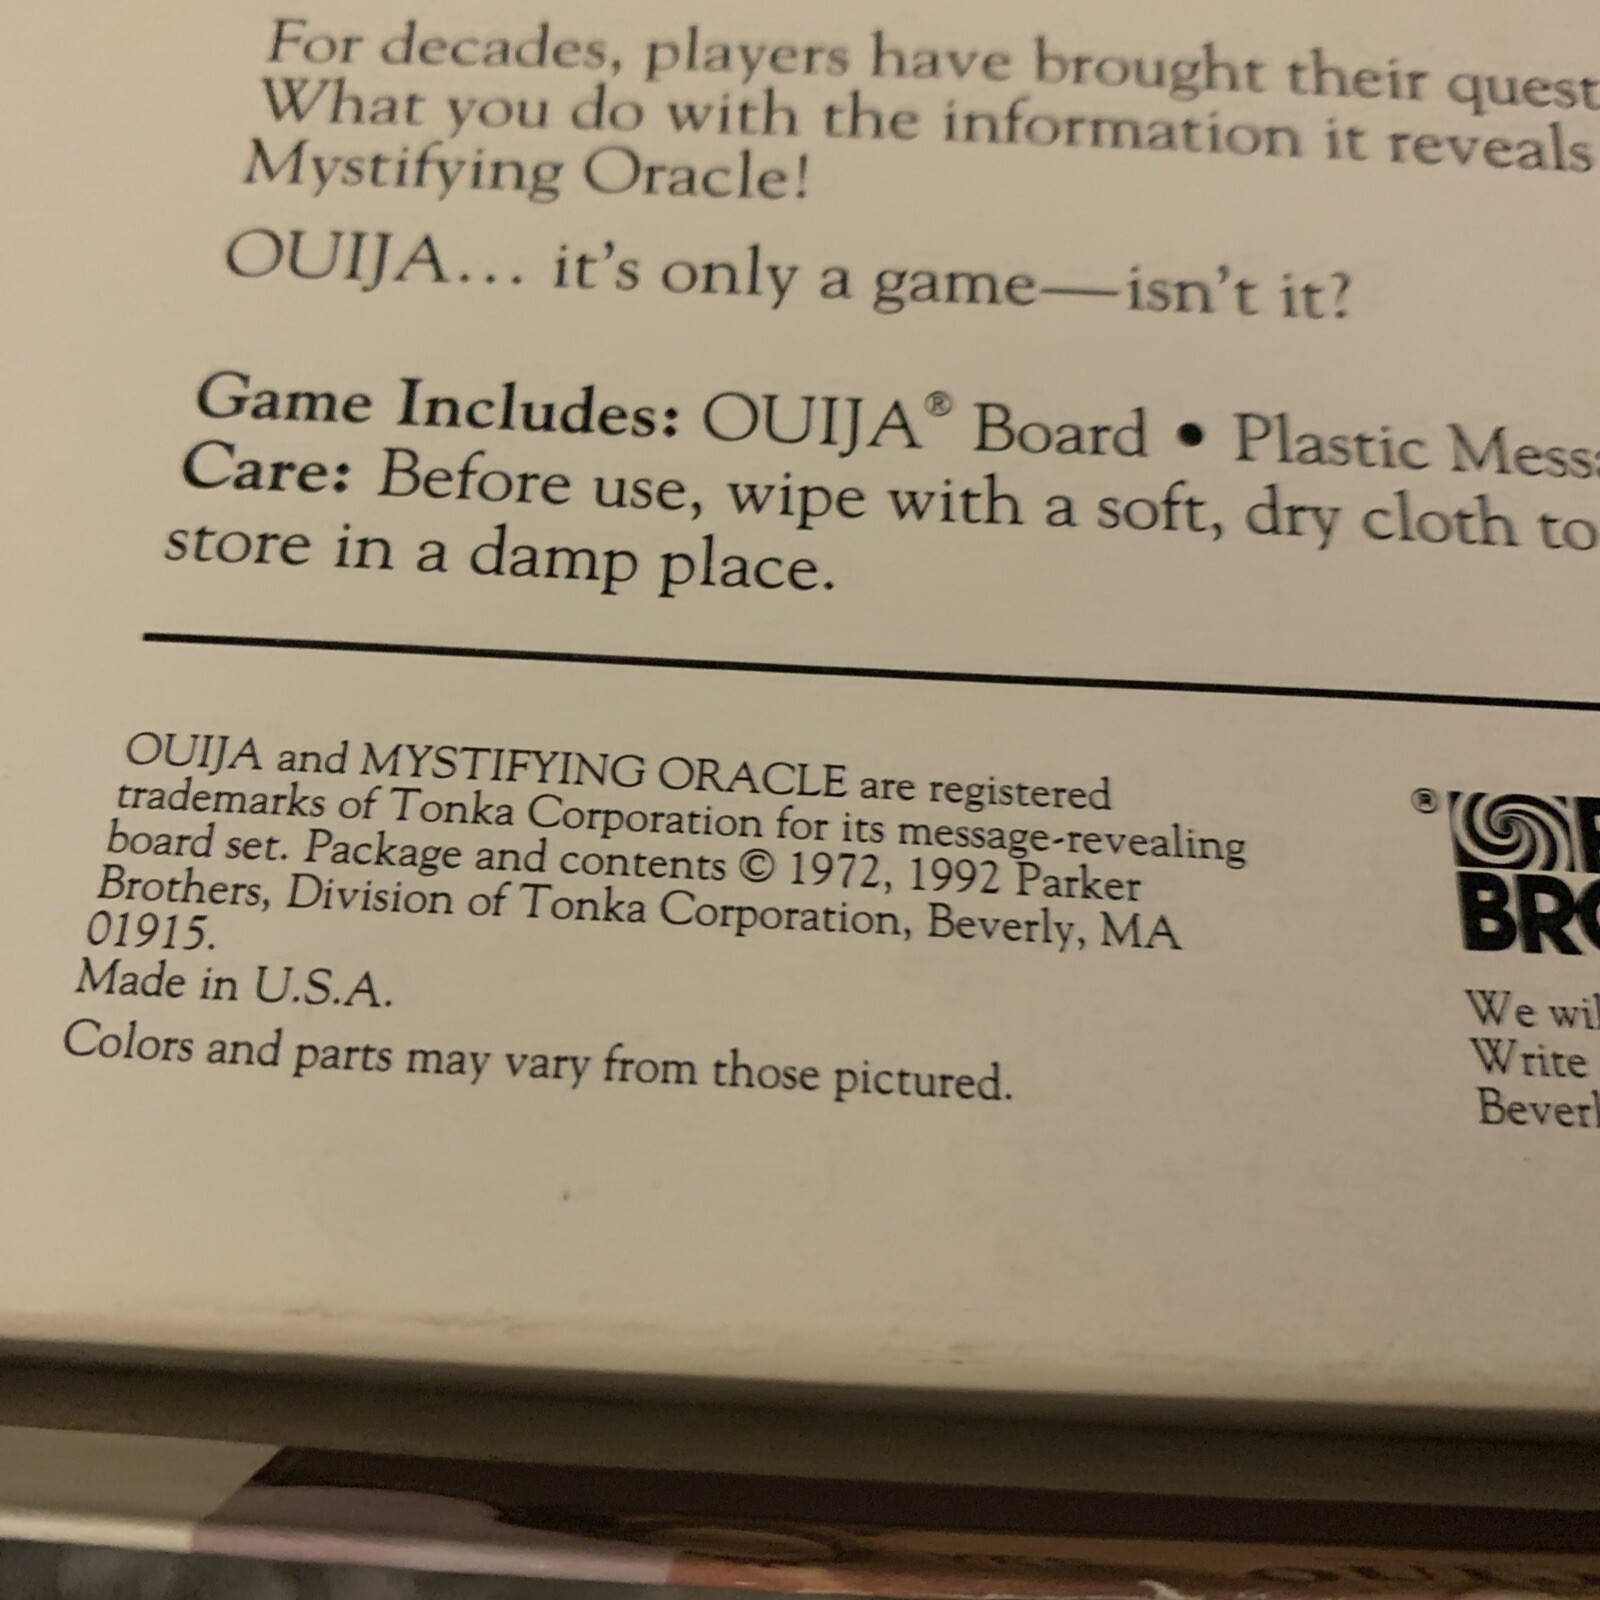 For decades, players have brought their quest
What you do with the information it reveals
Mystifying Oracle!
OUIJA... it's only a game—isn't it?
Game Includes: OUIJA® Board • Plastic Mess
Care: Before use, wipe with a soft, dry cloth to
store in a damp place.
OUIJA and MYSTIFYING ORACLE are registered
trademarks of Tonka Corporation for its message-revealing
board set. Package and contents © 1972, 1992 Parker
Brothers, Division of Tonka Corporation, Beverly, MA
01915.
Made in U.S.A.
Colors and parts may vary from those pictured.
®
BRO
We wil
Write
Beverl